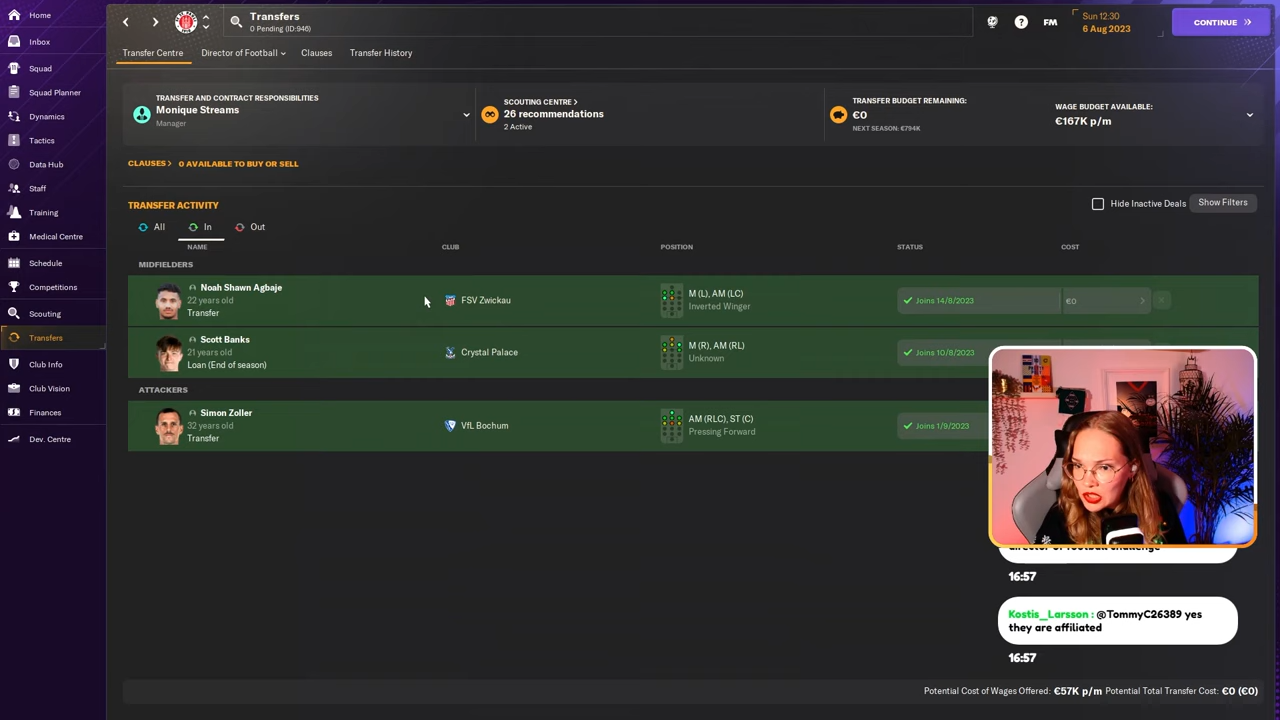 Home
Inbox
Squad
Squad Planner
Dynamics
Tactics
Data Hub
Staff
Training
Medical Centre
Schedule
Competitions
Scouting
Transfers
Club Info
Club Vision
Finances
Dev. Centre
Transfers
0 Pending (ID:946)
FM
Sun 12:30
6 Aug 2023
CONTINUE
Transfer Centre
Director of Football
Clauses
Transfer History
TRANSFER AND CONTRACT RESPONSIBILITIES
Monique Streams
Manager
SCOUTING CENTRE >
26 recommendations
2 Active
TRANSFER BUDGET REMAINING:
€0
NEXT SEASON: €794K
WAGE BUDGET AVAILABLE:
€167K p/m
CLAUSES > 0 AVAILABLE TO BUY OR SELL
TRANSFER ACTIVITY
Hide Inactive Deals
Show Filters
All
In
Out
NAME CLUB POSITION STATUS COST
MIDFIELDERS
Noah Shawn Agbaje
22 years old
Transfer
FSV Zwickau
M (L), AM (LC)
Inverted Winger
Joins 14/8/2023
€0
Scott Banks
21 years old
Loan (End of season)
Crystal Palace
M (R), AM (RL)
Unknown
Joins 10/8/2023
ATTACKERS
Simon Zoller
32 years old
Transfer
VfL Bochum
AM (RLC), ST (C)
Pressing Forward
Joins 1/9/2023
director of football challenge
16:57
Kostis_Larsson : @TommyC26389 yes
they are affiliated
16:57
Potential Cost of Wages Offered: €57K p/m Potential Total Transfer Cost: €0 (€0)